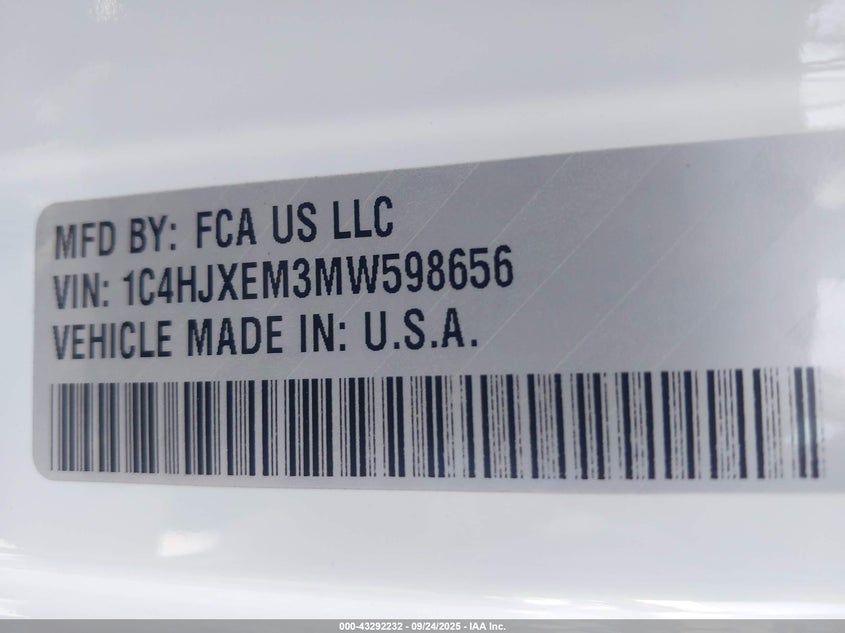 MFD BY: FCA US LLC
VIN: 1C4HJXEM3MW598656
VEHICLE MADE IN: U.S.A.
000-43292232 - 09/24/2025 - IAA Inc.